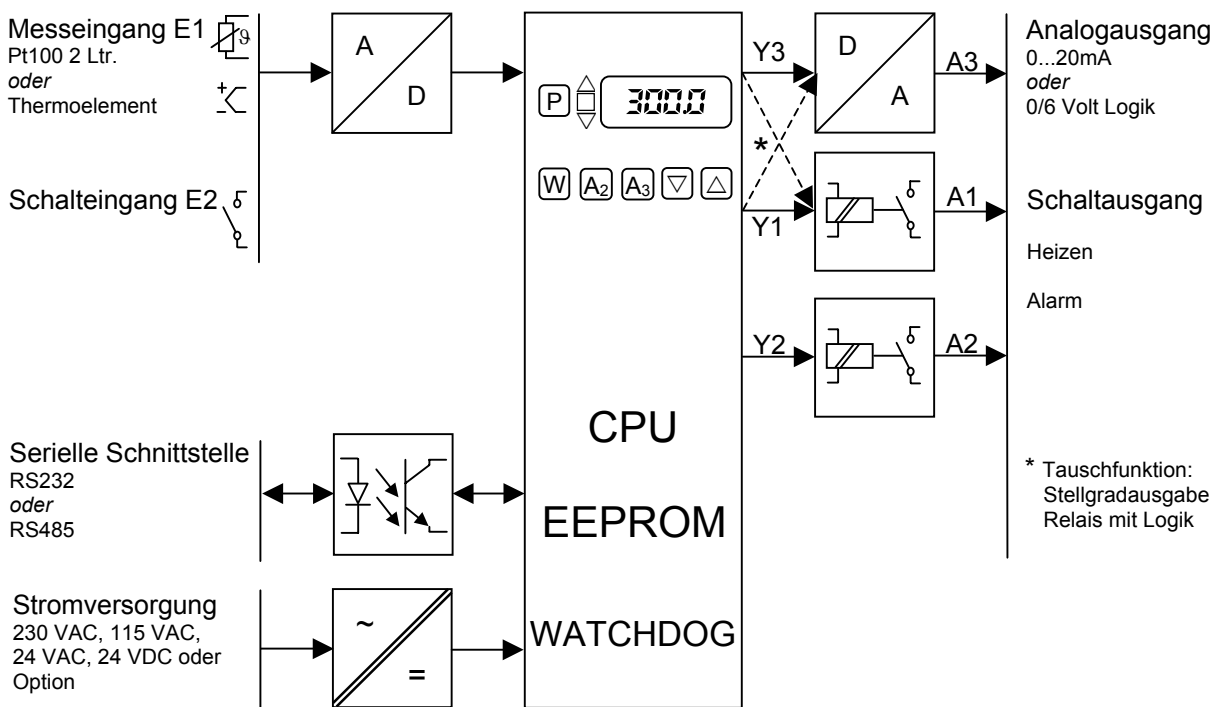 Messeingang E1
Pt100 2 Ltr.
oder
Thermoelement
ϑ
+
-
Schalteingang E2
Serielle Schnittstelle
RS232
oder
RS485
Stromversorgung
230 VAC, 115 VAC,
24 VAC, 24 VDC oder
Option
A
D
~
=
P
300.0
W A2 A3
CPU
EEPROM
WATCHDOG
Y3
*
Y1
Y2
D
A
A3
A1
A2
Analogausgang
0...20mA
oder
0/6 Volt Logik
Schaltausgang
Heizen
Alarm
* Tauschfunktion:
Stellgradausgabe
Relais mit Logik